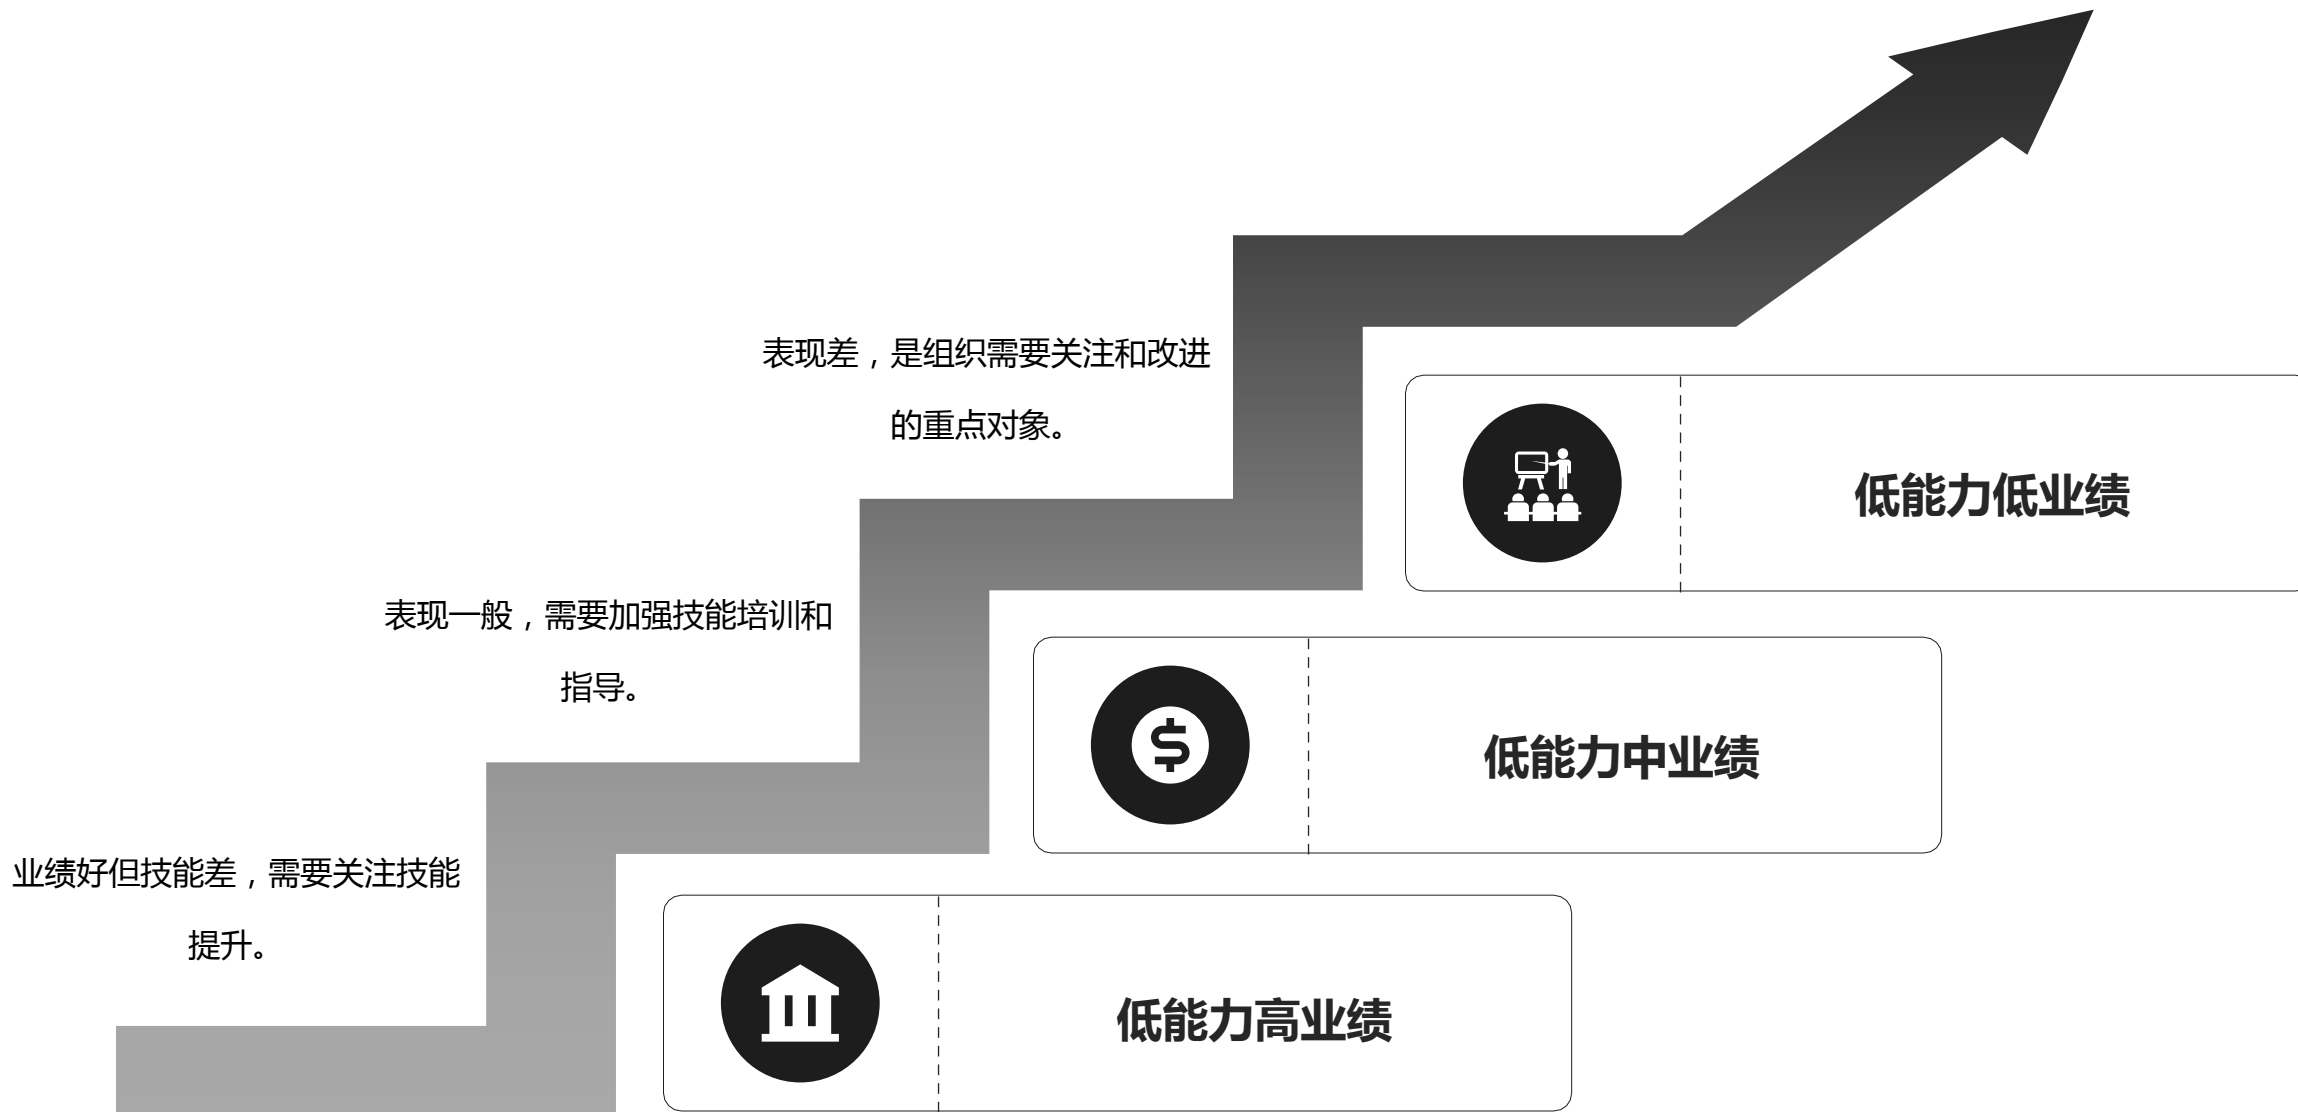 表现差，是组织需要关注和改进
的重点对象。
低能力低业绩
表现一般，需要加强技能培训和
指导。
低能力中业绩
业绩好但技能差，需要关注技能
提升。
低能力高业绩